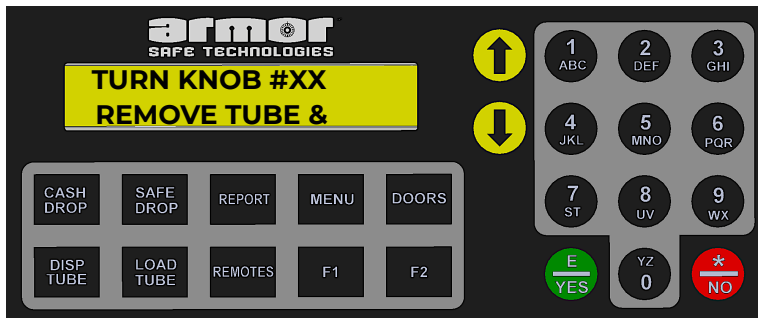 armor
SAFE TECHNOLOGIES
TURN KNOB #XX
REMOVE TUBE &
1
ABC
2
DEF
3
GHI
4
JKL
5
MNO
6
PQR
7
ST
8
UV
9
WX
E
YES
YZ
0
*
NO
CASH
DROP
SAFE
DROP
REPORT
MENU
DOORS
DISP
TUBE
LOAD
TUBE
REMOTES
F1
F2